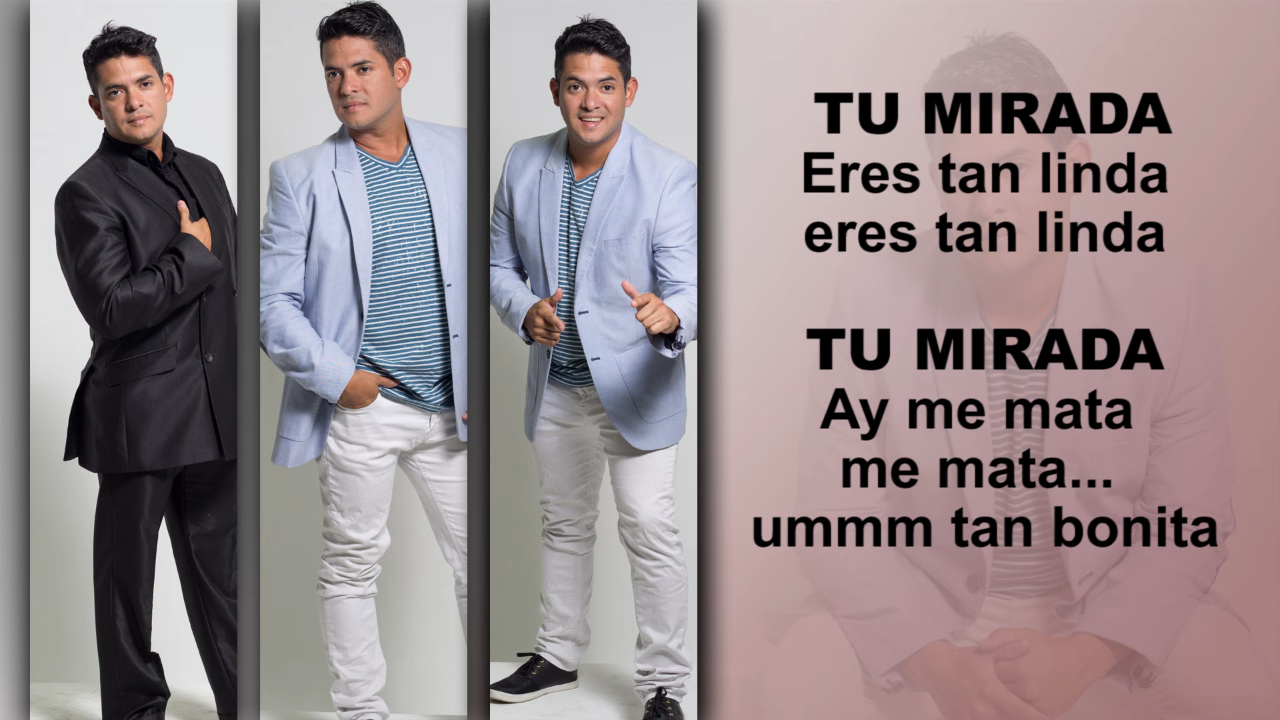 TU MIRADA
Eres tan linda
eres tan linda
TU MIRADA
Ay me mata
me mata...
ummm tan bonita